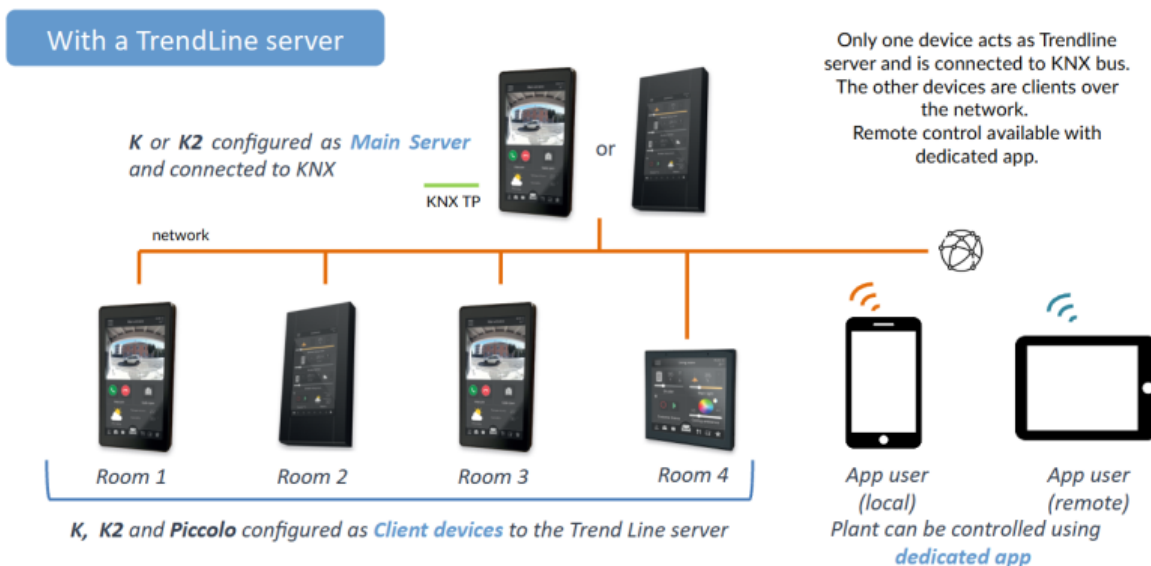 With a TrendLine server
Only one device acts as Trendline
server and is connected to KNX bus.
The other devices are clients over
the network.
Remote control available with
dedicated app.
K or K2 configured as Main Server
and connected to KNX
or
KNX TP
network
Room 1
Room 2
Room 3
Room 4
App user
(local)
App user
(remote)
K, K2 and Piccolo configured as Client devices to the Trend Line server
Plant can be controlled using
dedicated app